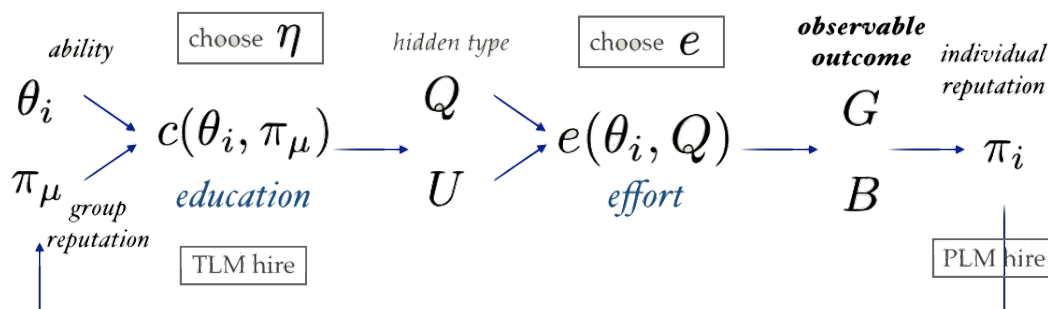 ability
choose η
hidden type
choose e
observable
outcome
individual
reputation
θ_i
π_μ
group
reputation
c(θ_i, π_μ)
education
TLM hire
Q
U
e(θ_i, Q)
effort
G
B
π_i
PLM hire